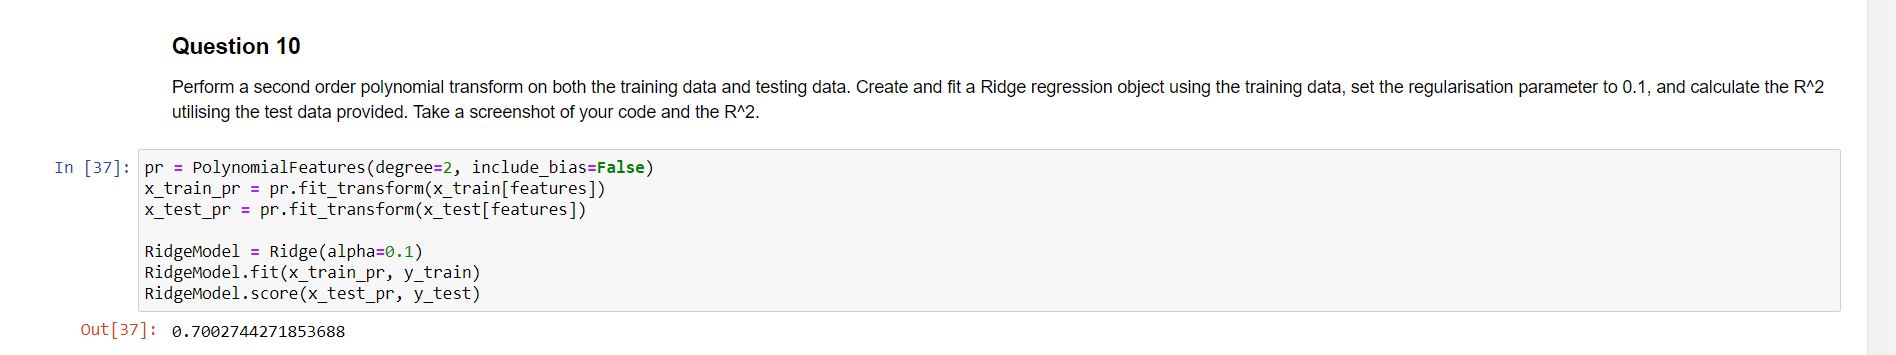 Question 10
Perform a second order polynomial transform on both the training data and testing data. Create and fit a Ridge regression object using the training data, set the regularisation parameter to 0.1, and calculate the R^2
utilising the test data provided. Take a screenshot of your code and the R^2.
In [37]: pr = PolynomialFeatures(degree=2, include_bias=False)
x_train_pr = pr.fit_transform(x_train[features])
x_test_pr = pr.fit_transform(x_test[features])
RidgeModel = Ridge(alpha=0.1)
RidgeModel.fit(x_train_pr, y_train)
RidgeModel.score(x_test_pr, y_test)
Out[37]: 0.7002744271853688